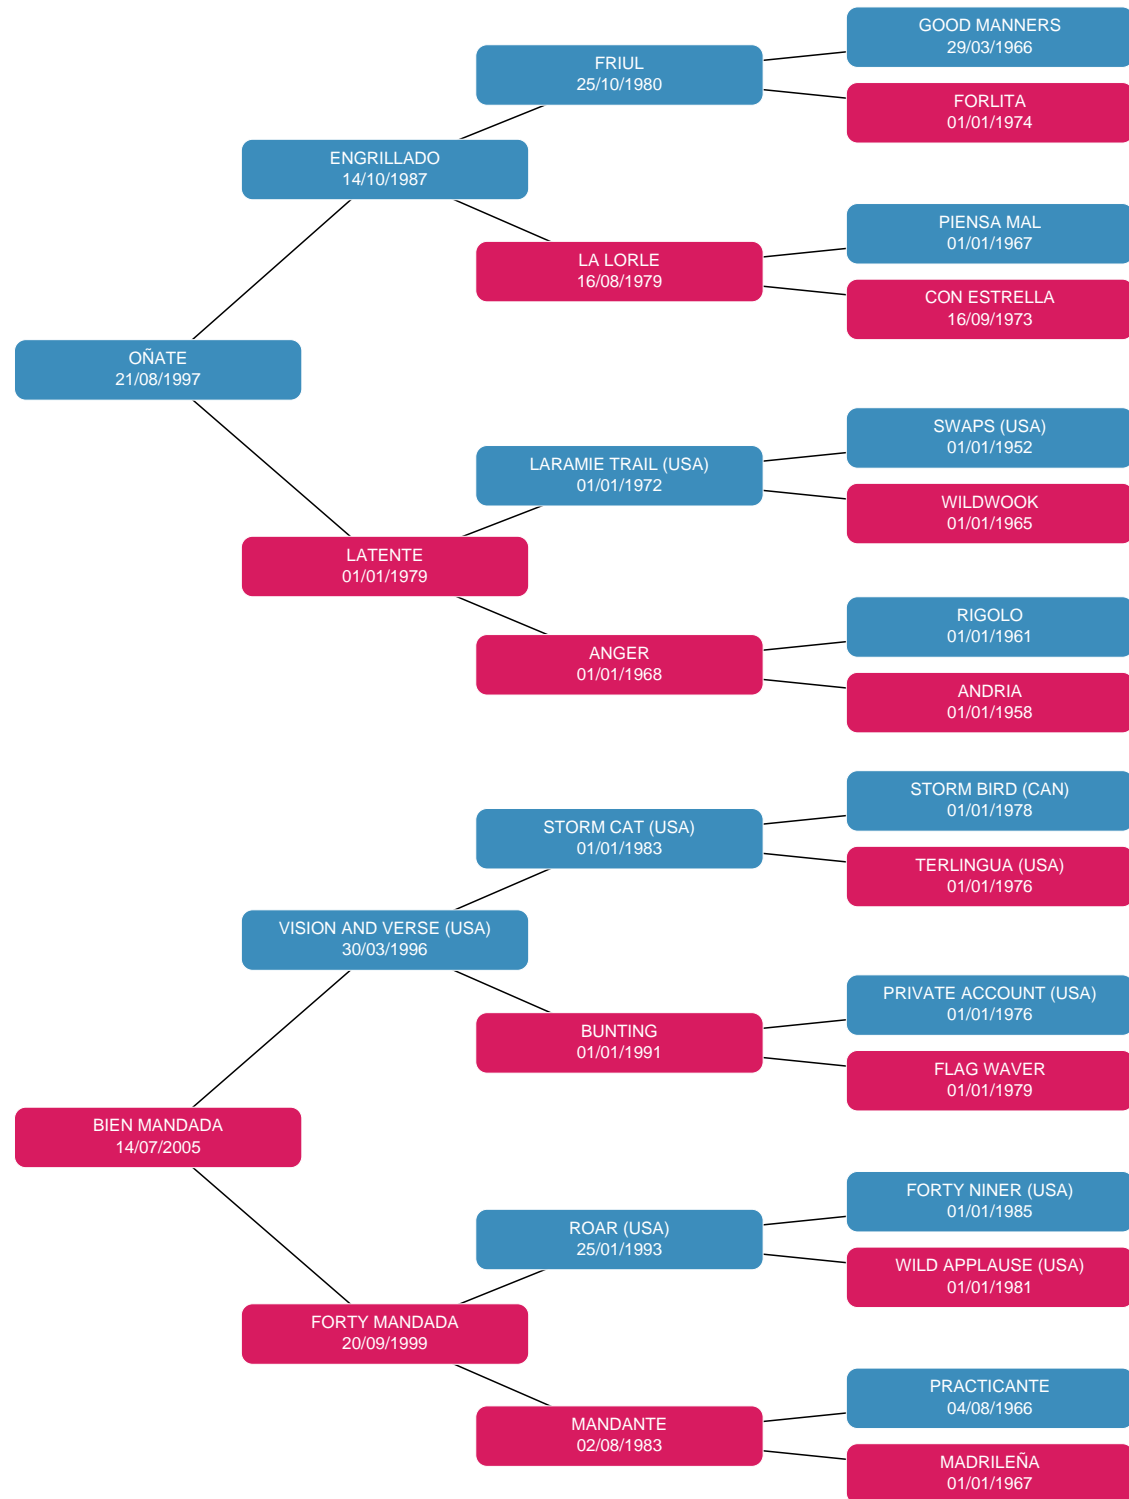 GOOD MANNERS
29/03/1966
FRIUL
25/10/1980
FORLITA
01/01/1974
ENGRILLADO
14/10/1987
PIENSA MAL
01/01/1967
LA LORLE
16/08/1979
CON ESTRELLA
16/09/1973
OÑATE
21/08/1997
SWAPS (USA)
01/01/1952
LARAMIE TRAIL (USA)
01/01/1972
WILDWOOK
01/01/1965
LATENTE
01/01/1979
RIGOLO
01/01/1961
ANGER
01/01/1968
ANDRIA
01/01/1958
STORM BIRD (CAN)
01/01/1978
STORM CAT (USA)
01/01/1983
TERLINGUA (USA)
01/01/1976
VISION AND VERSE (USA)
30/03/1996
PRIVATE ACCOUNT (USA)
01/01/1976
BUNTING
01/01/1991
FLAG WAVER
01/01/1979
BIEN MANDADA
14/07/2005
FORTY NINER (USA)
01/01/1985
ROAR (USA)
25/01/1993
WILD APPLAUSE (USA)
01/01/1981
FORTY MANDADA
20/09/1999
PRACTICANTE
04/08/1966
MANDANTE
02/08/1983
MADRILEÑA
01/01/1967